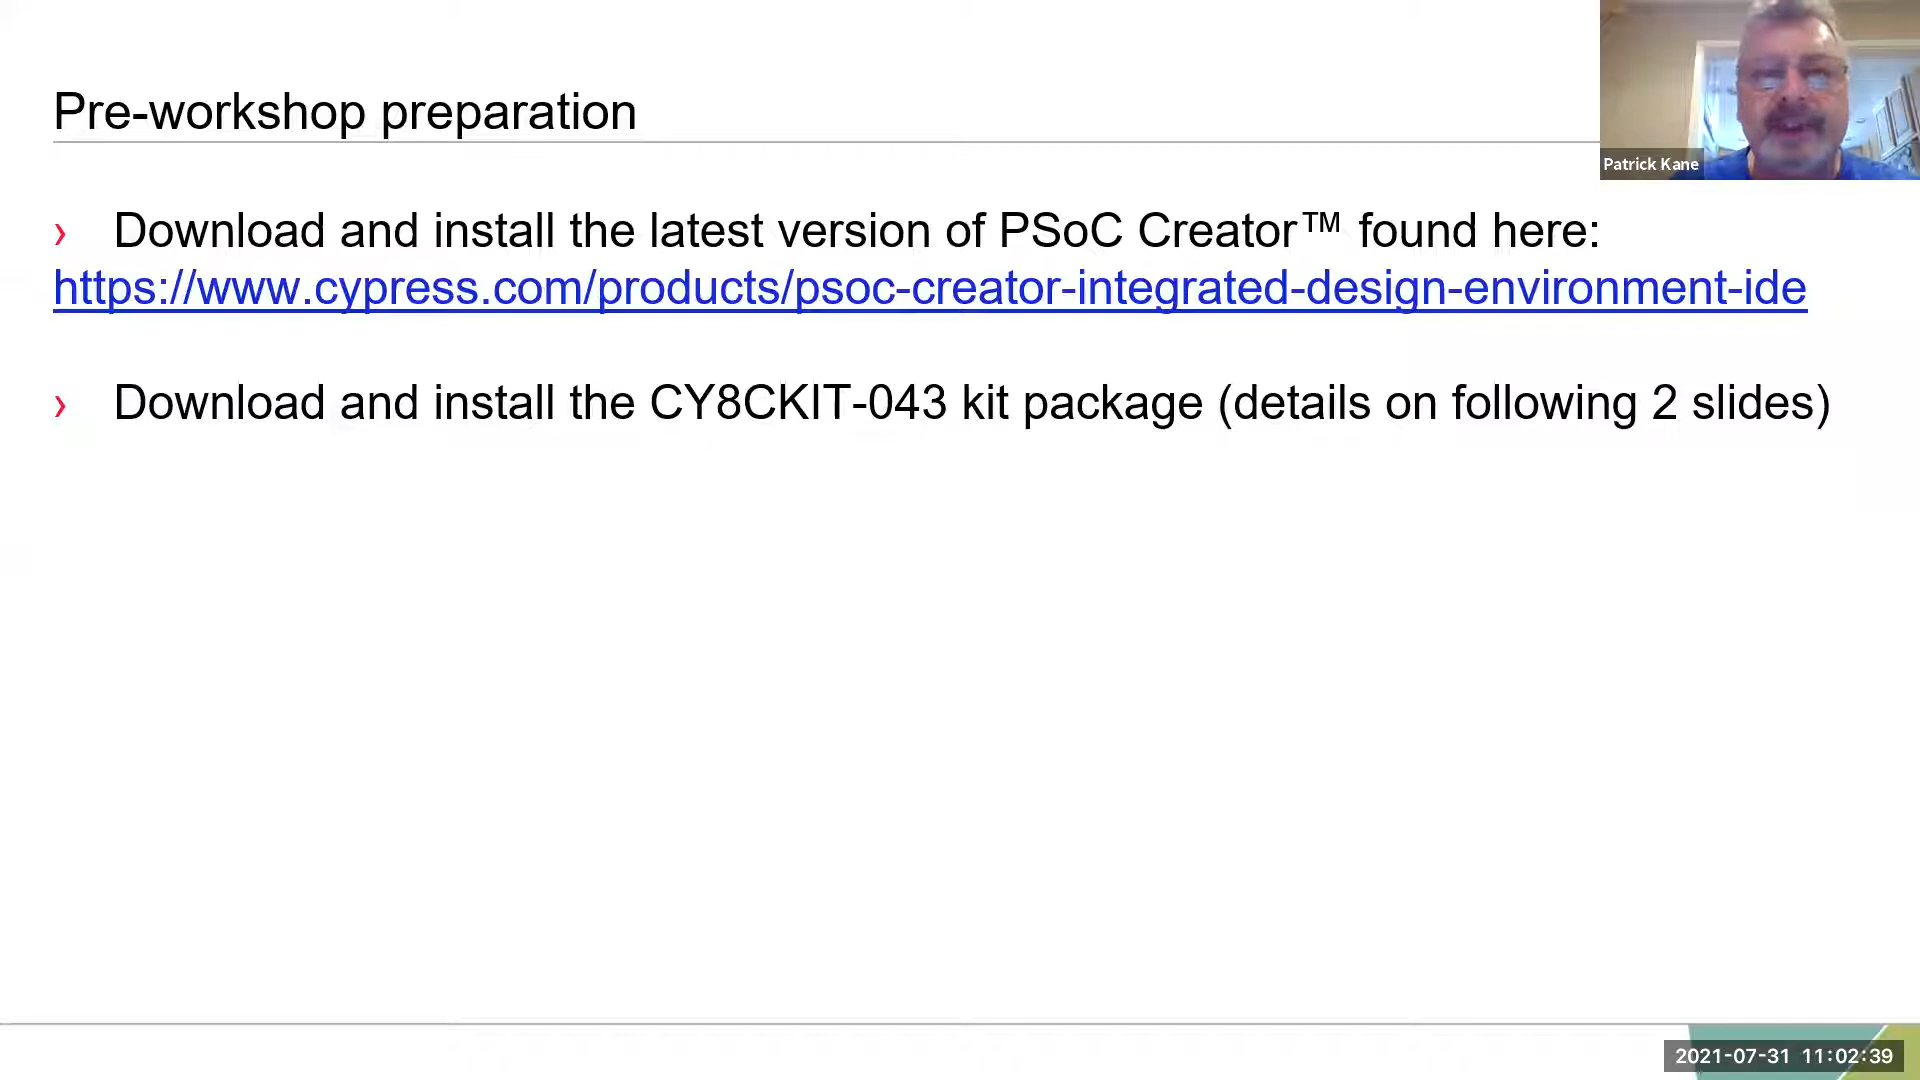 Pre-workshop preparation
Patrick Kane
› Download and install the latest version of PSoC Creator™ found here:
https://www.cypress.com/products/psoc-creator-integrated-design-environment-ide
› Download and install the CY8CKIT-043 kit package (details on following 2 slides)
2021-07-31 11:02:39